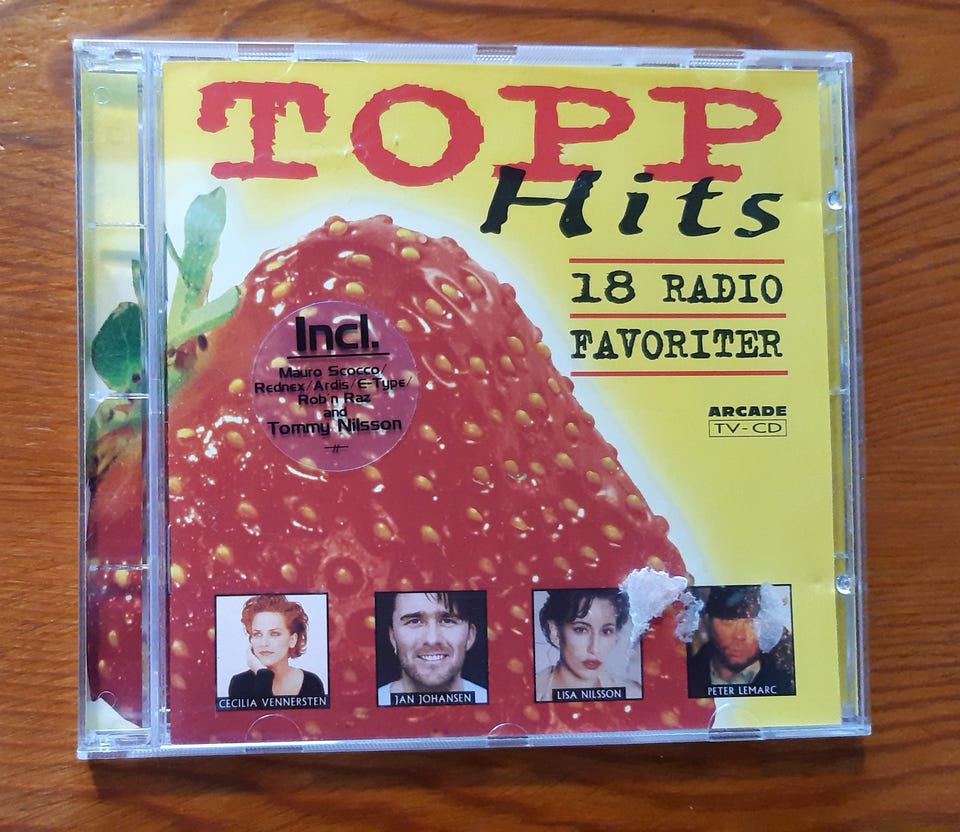 TOPP
Hits
18 RADIO
FAVORITER
ARCADE
TV-CD
Incl.
Mauro Scocco/
Rednex/Ardis/E-Type/
Rob'n Raz
and
Tommy Nilsson
CECILIA VENNERSTEN
JAN JOHANSEN
LISA NILSSON
PETER LEMARC